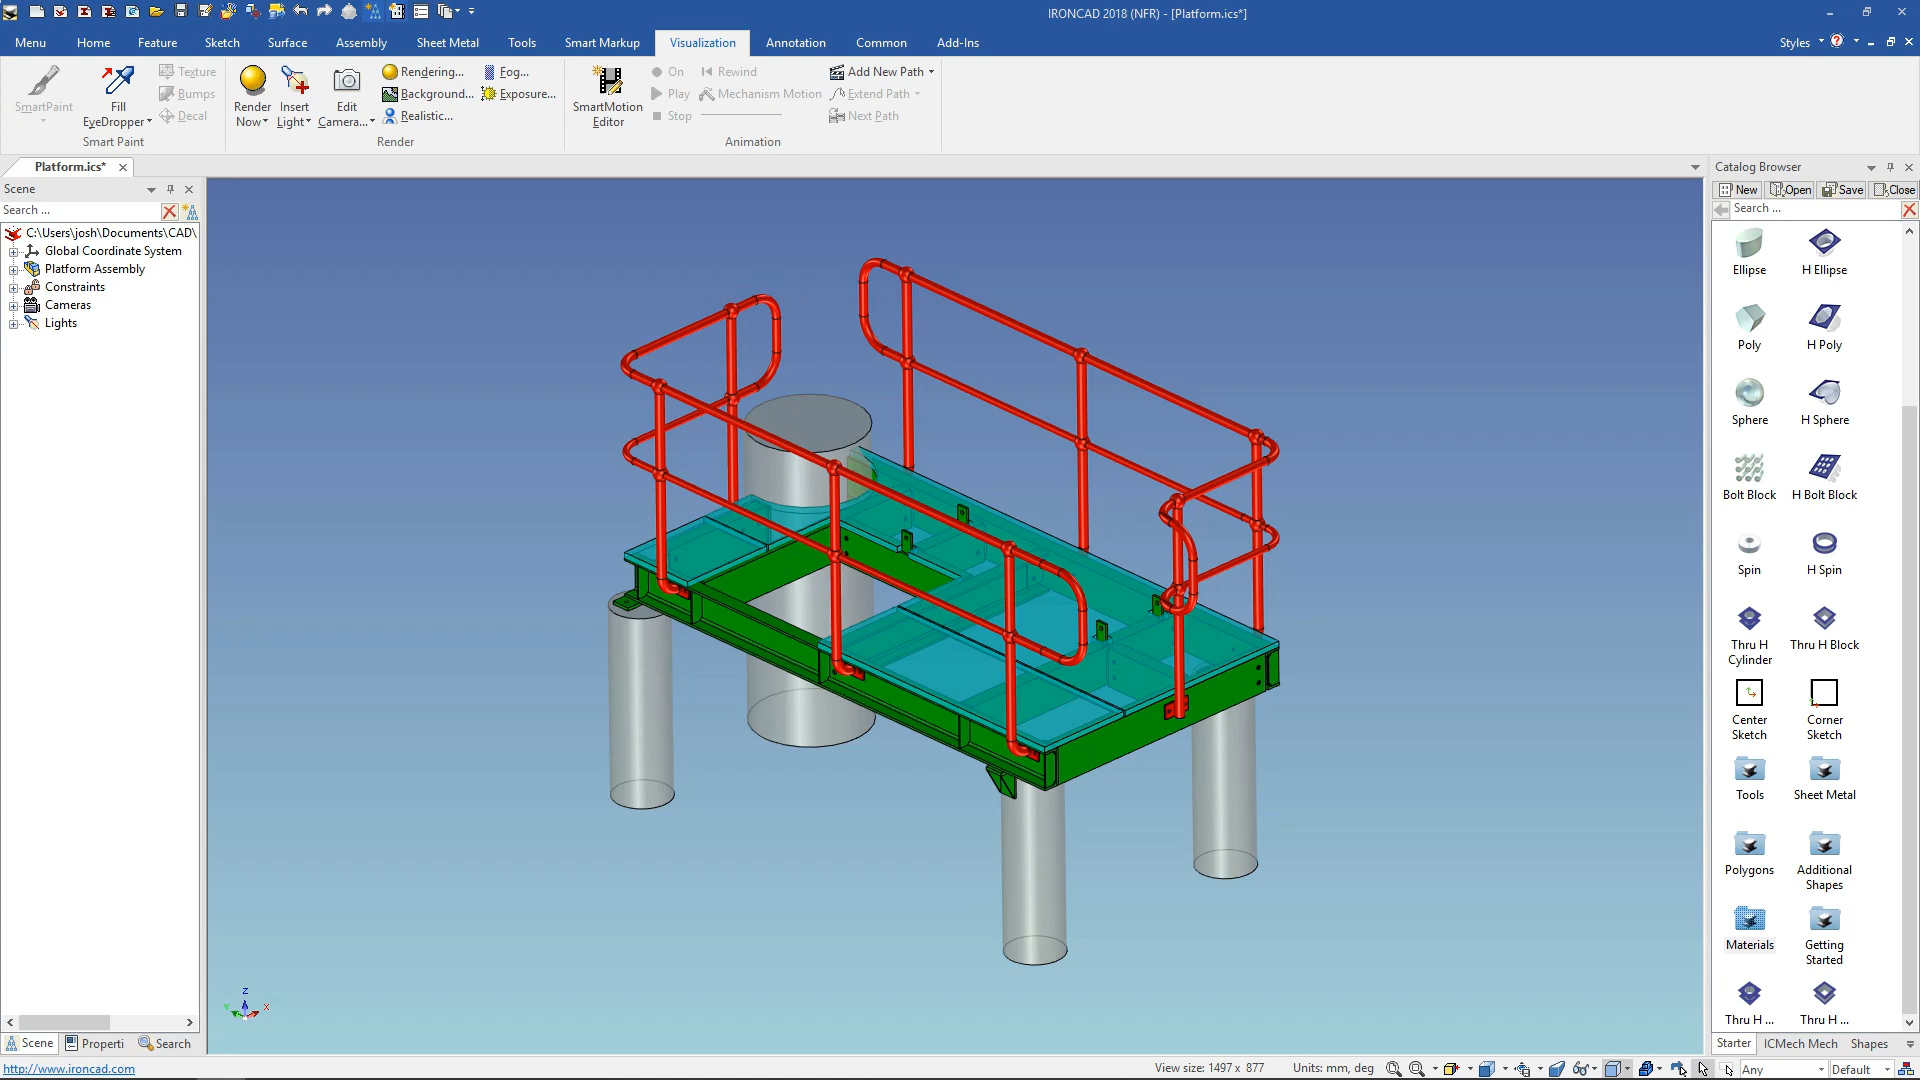 IRONCAD 2018 (NFR) - [Platform.ics*]
Menu Home Feature Sketch Surface Assembly Sheet Metal Tools Smart Markup Visualization Annotation Common Add-Ins Styles
SmartPaint
Fill
EyeDropper
Texture
Bumps
Decal
Smart Paint
Render
Now
Insert
Light
Edit
Camera...
Rendering...
Background...
Realistic...
Fog...
Exposure...
Render
SmartMotion
Editor
On
Play
Stop
Rewind
Mechanism Motion
Add New Path
Extend Path
Next Path
Animation
Platform.ics*
Scene
Search ...
C:\Users\josh\Documents\CAD\
Global Coordinate System
Platform Assembly
Constraints
Cameras
Lights
Scene Properti Search
Z
Y
X
Catalog Browser
New Open Save Close
Search ...
Ellipse H Ellipse
Poly H Poly
Sphere H Sphere
Bolt Block H Bolt Block
Spin H Spin
Thru H
Cylinder
Thru H Block
Center
Sketch
Corner
Sketch
Tools Sheet Metal
Polygons
Additional
Shapes
Materials
Getting
Started
Thru H ... Thru H ...
Starter ICMech Mech Shapes
http://www.ironcad.com
View size: 1497 x 877 Units: mm, deg Any Default